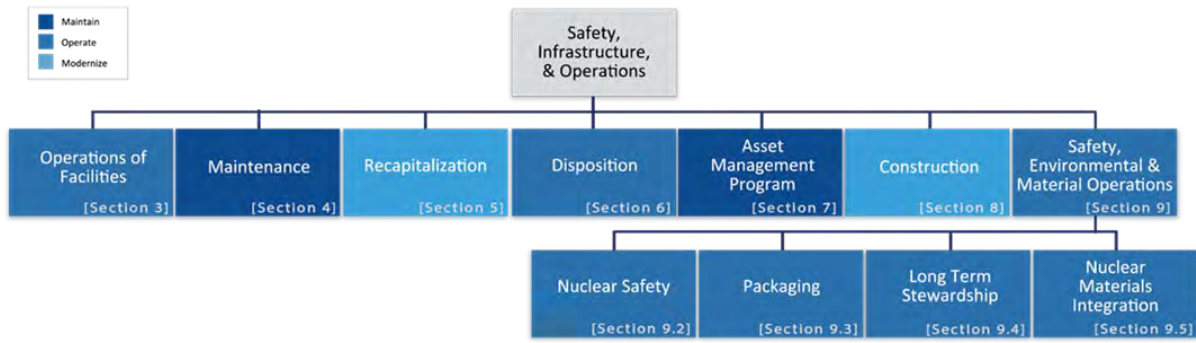 Maintain
Operate
Modernize
Safety,
Infrastructure,
& Operations
Operations of
Facilities
[Section 3]
Maintenance
[Section 4]
Recapitalization
[Section 5]
Disposition
[Section 6]
Asset
Management
Program
[Section 7]
Construction
[Section 8]
Safety,
Environmental &
Material Operations
[Section 9]
Nuclear Safety
[Section 9.2]
Packaging
[Section 9.3]
Long Term
Stewardship
[Section 9.4]
Nuclear
Materials
Integration
[Section 9.5]